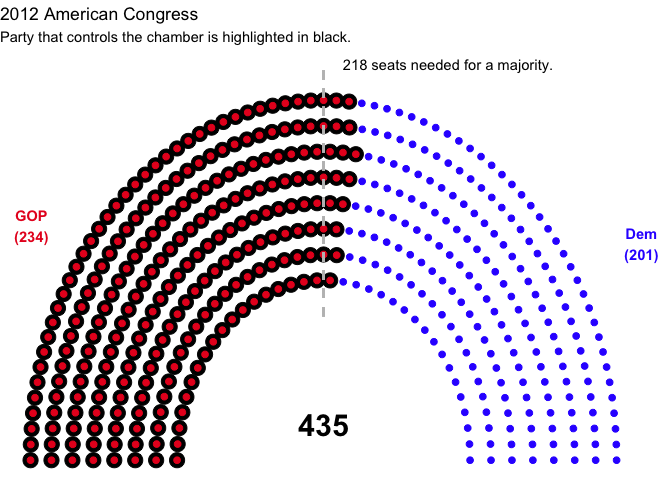 2012 American Congress
Party that controls the chamber is highlighted in black.
218 seats needed for a majority.
GOP
(234)
Dem
(201)
435